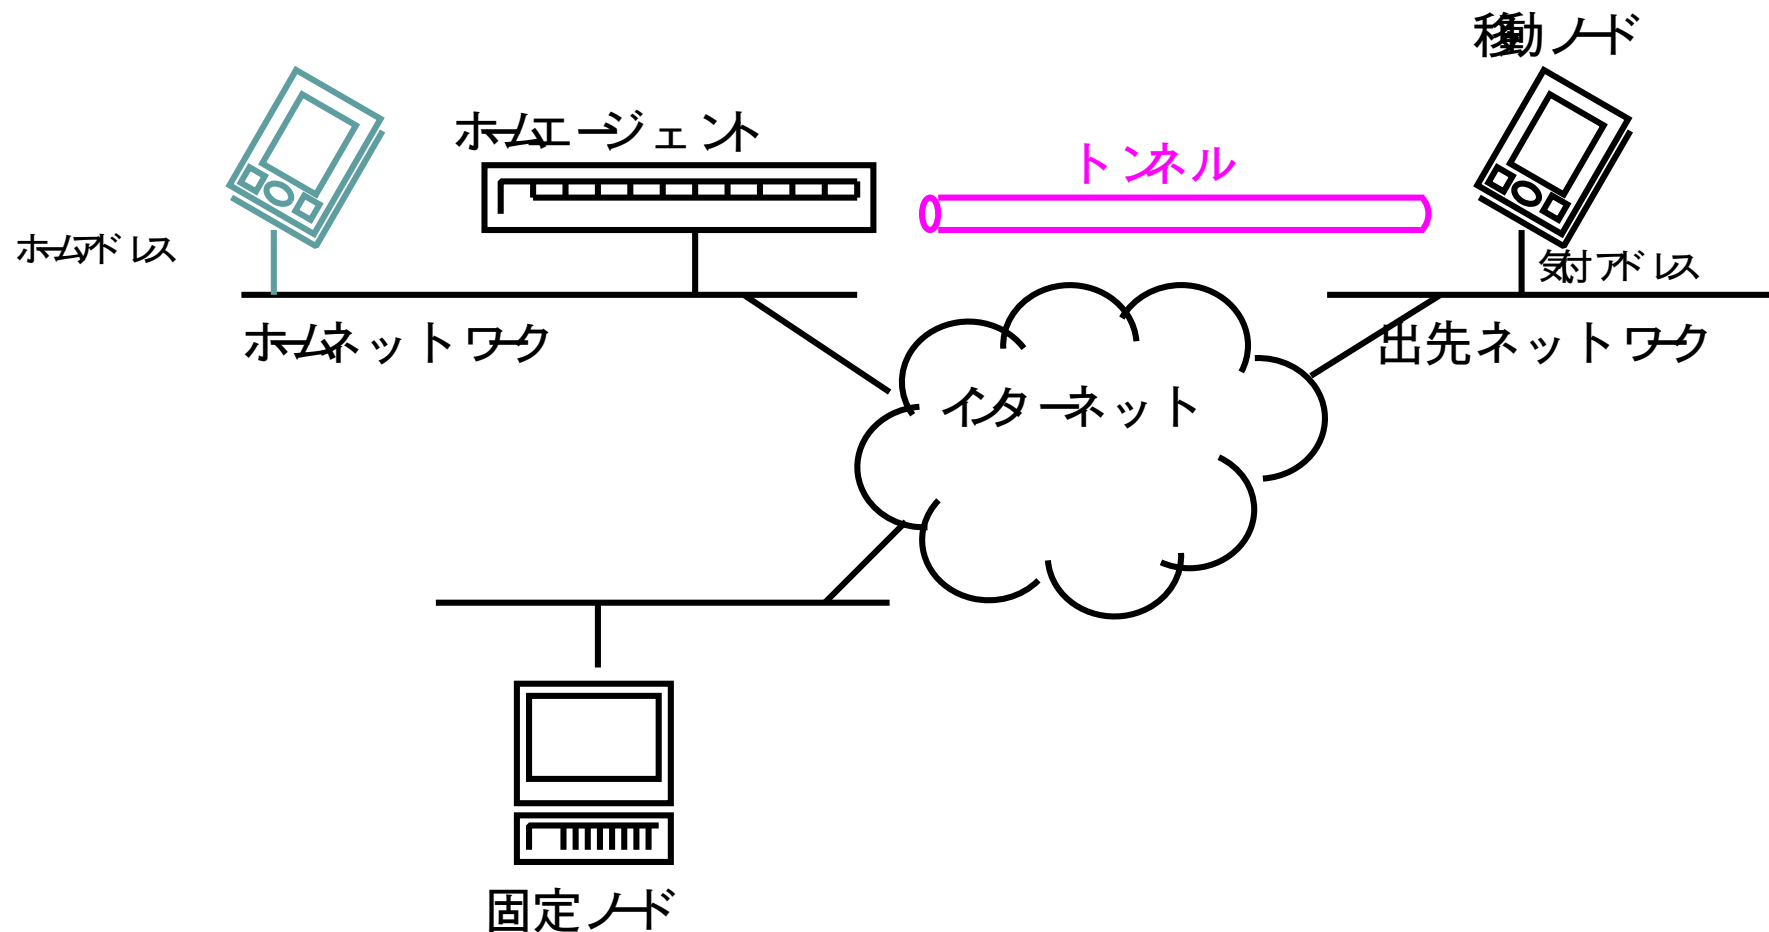 移動ノード
ホームエージェント
トンネル
ホームアドレス
気付アドレス
ホームネットワーク
出先ネットワーク
インターネット
固定ノード